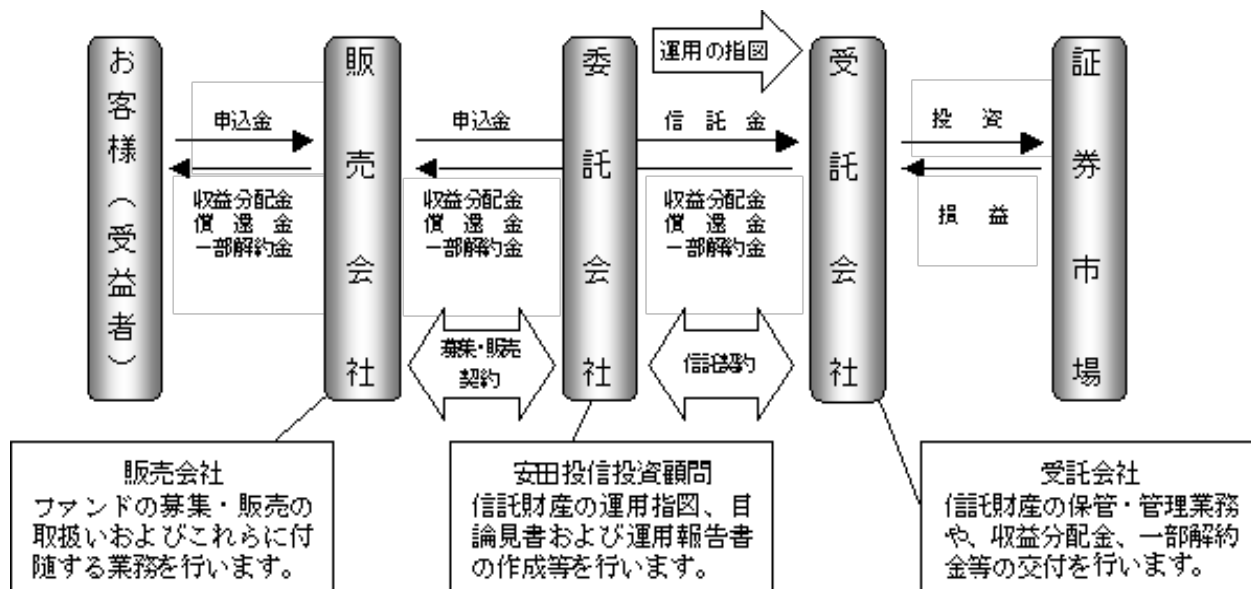 お客様（受益者）
販売会社
委託会社
運用の指図
受託会社
証券市場
申込金
申込金
信託金
投資
収益分配金
償還金
一部解約金
収益分配金
償還金
一部解約金
収益分配金
償還金
一部解約金
損益
募集・販売
契約
信託契約
販売会社
ファンドの募集・販売の
取扱いおよびこれらに付
随する業務を行います。
安田投信投資顧問
信託財産の運用指図、目
論見書および運用報告書
の作成等を行います。
受託会社
信託財産の保管・管理業務
や、収益分配金、一部解約
金等の交付を行います。